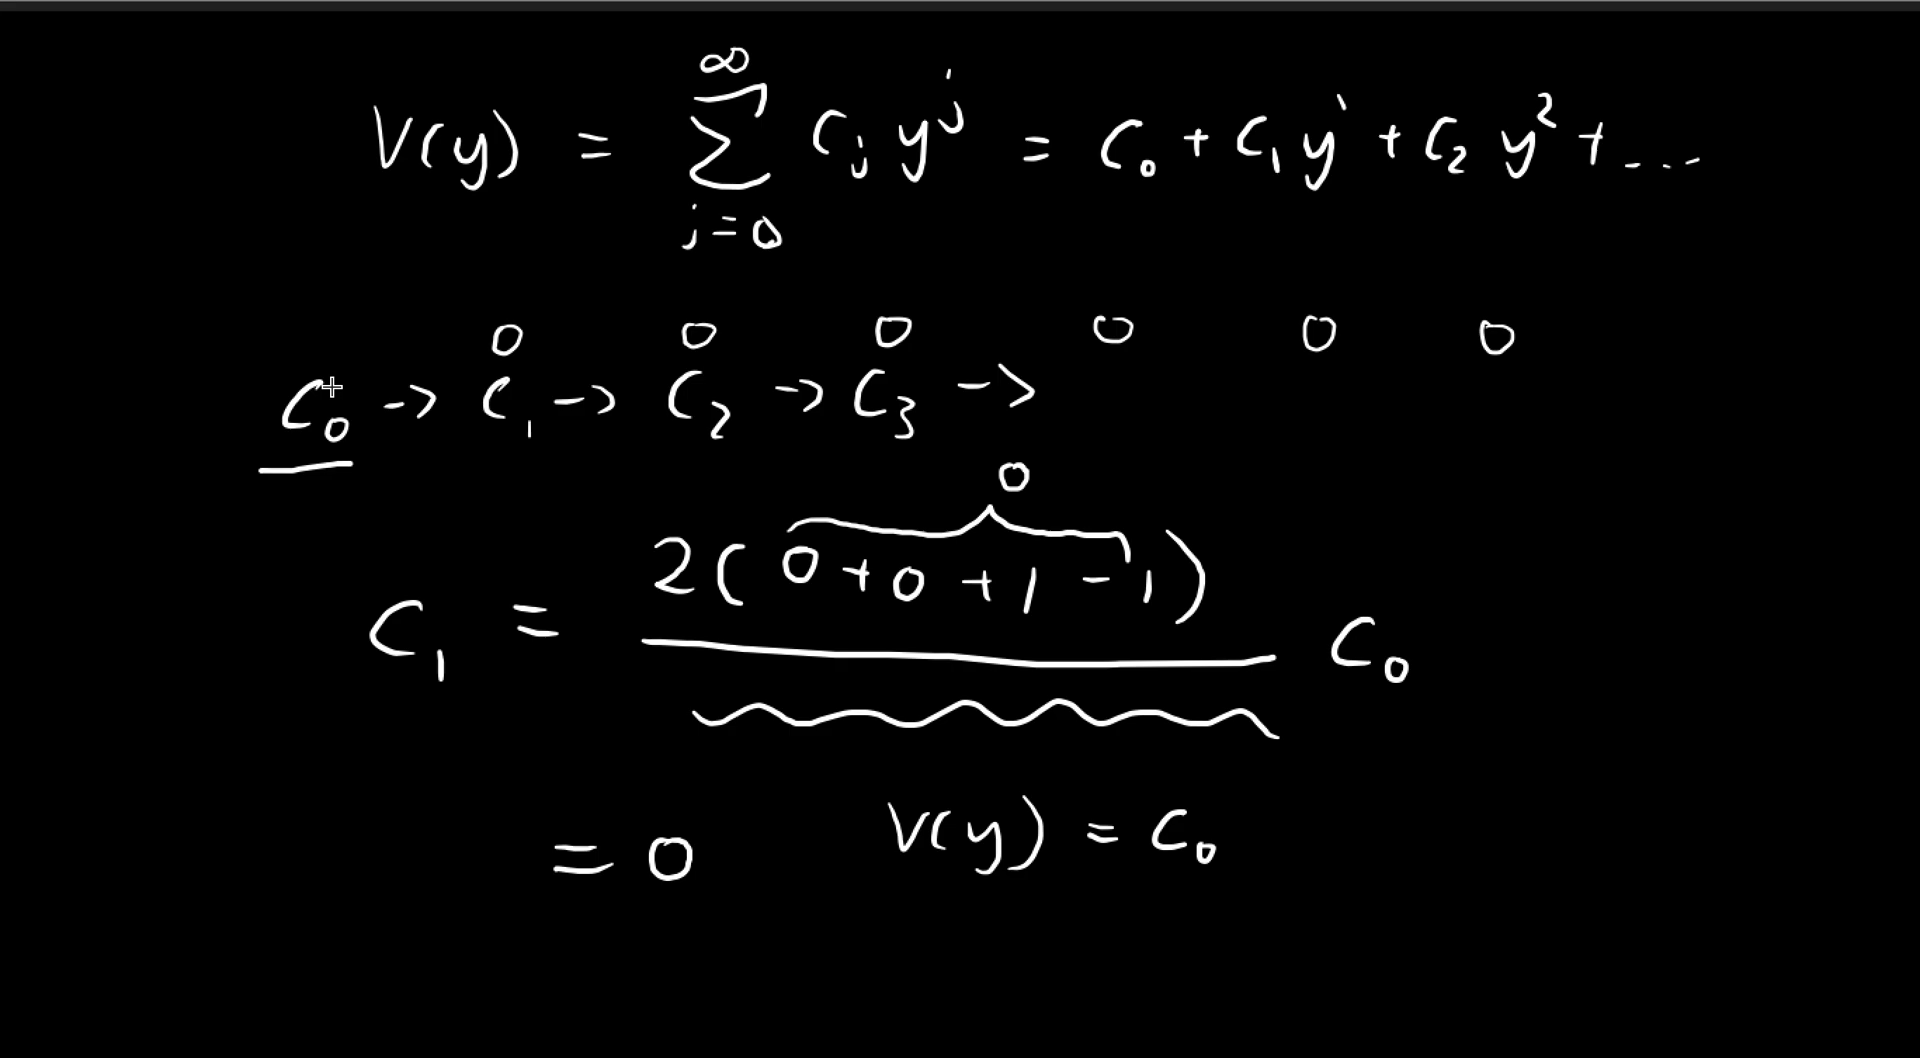 V(y) = ∞ Σ j=0 C_j y^j = C_0 + C_1 y^1 + C_2 y^2 + ...
0 0 0 0 0 0
C_0 -> C_1 -> C_2 -> C_3 ->
0
C_1 = 2(0 + 0 + 1 - 1) C_0
= 0 V(y) = C_0